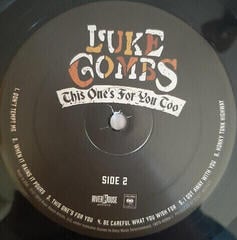 LUKE
COMBS
This One's For You Too
RIVER HOUSE
SIDE 2
1. DON'T TEMPT ME
2. WHEN IT RAINS IT POURS
3. THIS ONE'S FOR YOU
4. BE CAREFUL WHAT YOU WISH FOR
5. I GOT AWAY WITH YOU
6. HONKY TONK HIGHWAY